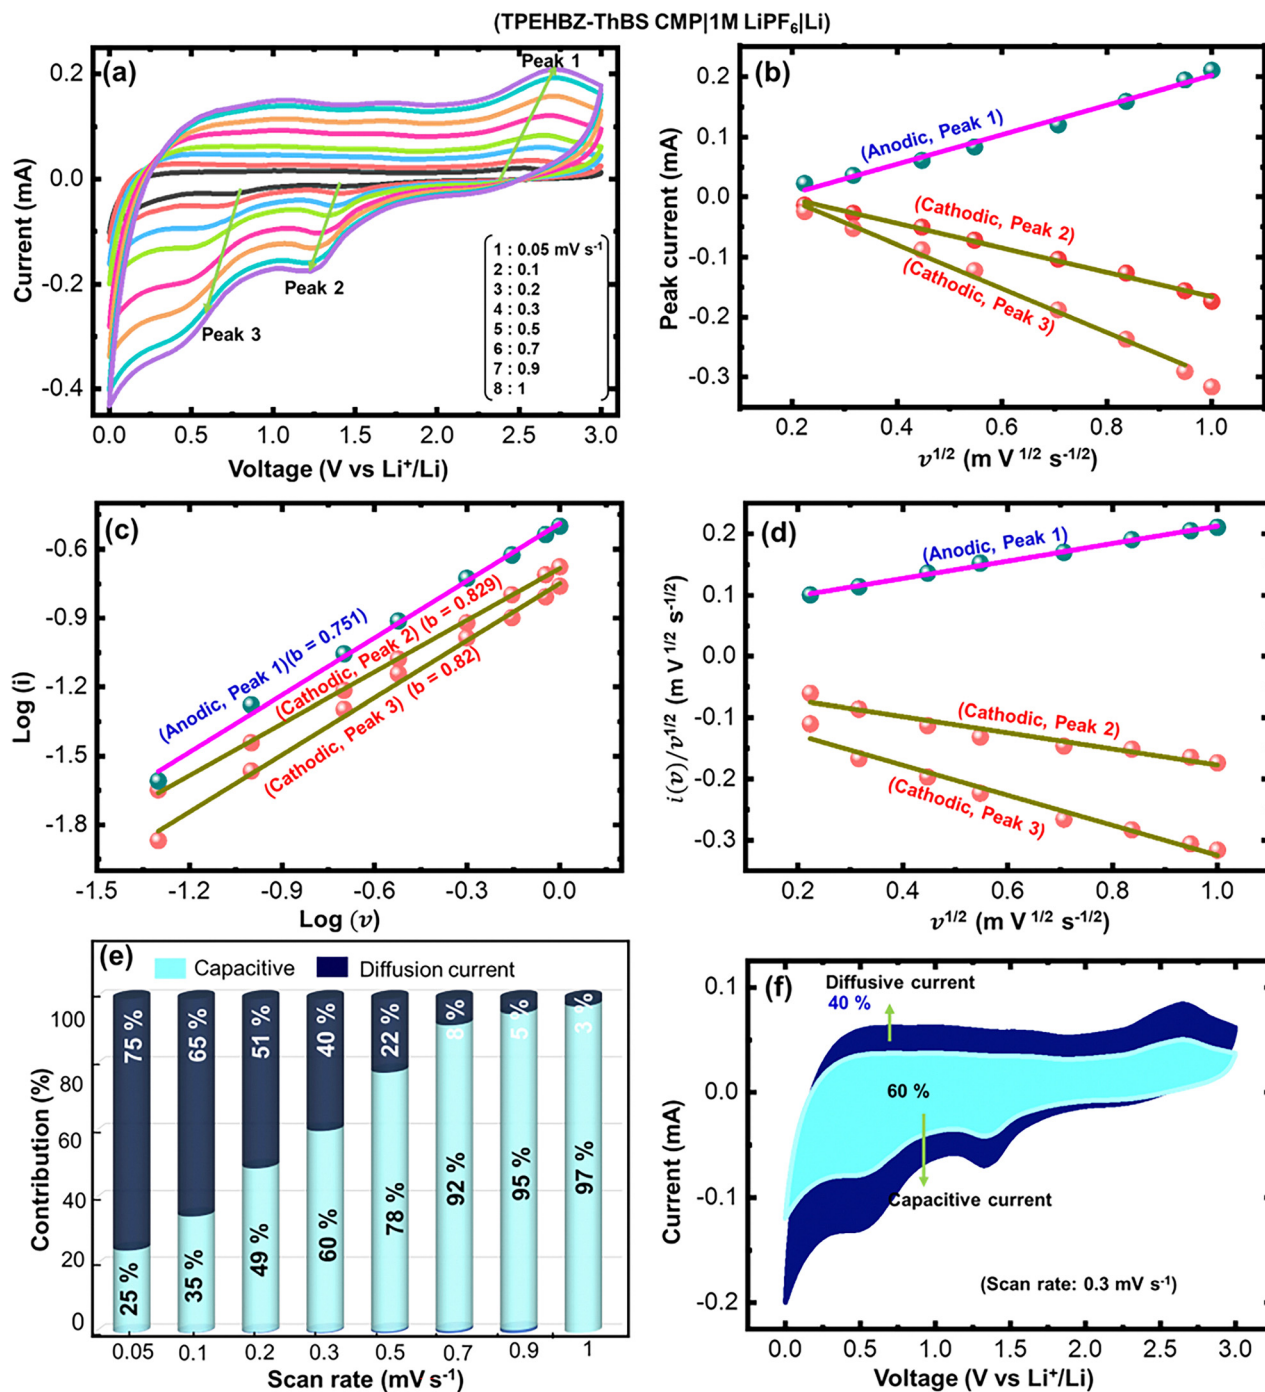 (TPEHBZ-ThBS CMP|1M LiPF₆|Li)
(a)
Peak 1
Peak 2
Peak 3
1 : 0.05 mV s⁻¹
2 : 0.1
3 : 0.2
4 : 0.3
5 : 0.5
6 : 0.7
7 : 0.9
8 : 1
Current (mA)
0.2
0.0
-0.2
-0.4
0.0 0.5 1.0 1.5 2.0 2.5 3.0
Voltage (V vs Li⁺/Li)
(b)
(Anodic, Peak 1)
(Cathodic, Peak 2)
(Cathodic, Peak 3)
Peak current (mA)
0.2
0.1
0.0
-0.1
-0.2
-0.3
0.2 0.4 0.6 0.8 1.0
v¹/² (m V ¹/² s⁻¹/²)
(c)
(Anodic, Peak 1)(b = 0.751)
(Cathodic, Peak 2) (b = 0.829)
(Cathodic, Peak 3) (b = 0.82)
Log (i)
-0.6
-0.9
-1.2
-1.5
-1.8
-1.5 -1.2 -0.9 -0.6 -0.3 0.0
Log (v)
(d)
(Anodic, Peak 1)
(Cathodic, Peak 2)
(Cathodic, Peak 3)
i(v)/v¹/² (m V¹/² s⁻¹/²)
0.2
0.1
0.0
-0.1
-0.2
-0.3
0.2 0.4 0.6 0.8 1.0
v¹/² (m V ¹/² s⁻¹/²)
(e)
Capacitive Diffusion current
75 % 65 % 51 % 40 % 22 % 8 % 5 % 3 %
25 % 35 % 49 % 60 % 78 % 92 % 95 % 97 %
Contribution (%)
100
80
60
40
20
0
0.05 0.1 0.2 0.3 0.5 0.7 0.9 1
Scan rate (mV s⁻¹)
(f)
Diffusive current
40 %
60 %
Capacitive current
(Scan rate: 0.3 mV s⁻¹)
Current (mA)
0.1
0.0
-0.1
-0.2
0.0 0.5 1.0 1.5 2.0 2.5 3.0
Voltage (V vs Li⁺/Li)